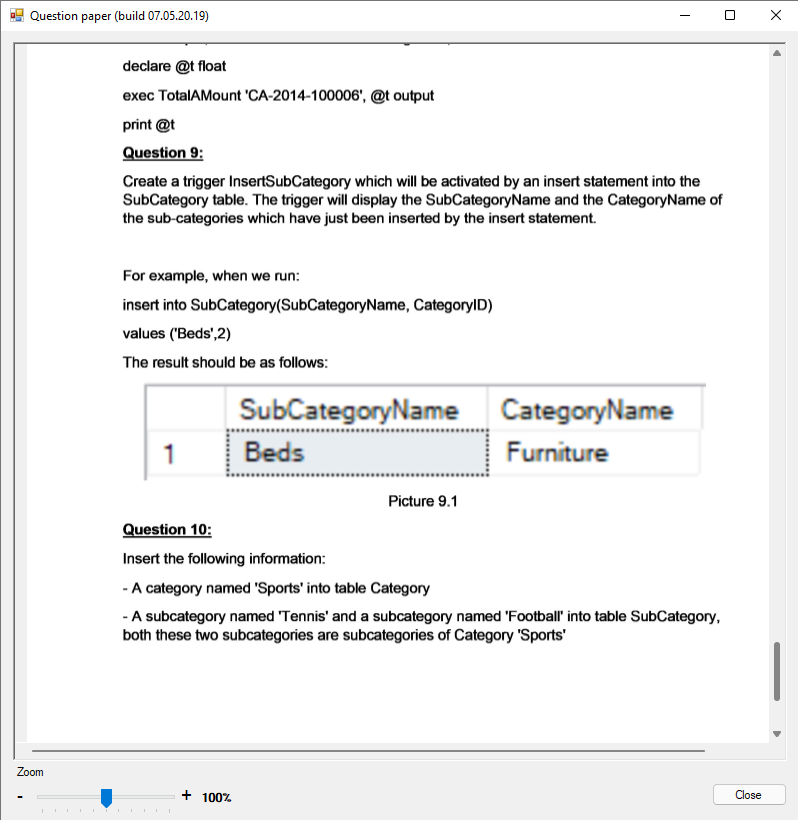 Question paper (build 07.05.20.19)
declare @t float
exec TotalAMount 'CA-2014-100006', @t output
print @t
Question 9:
Create a trigger InsertSubCategory which will be activated by an insert statement into the
SubCategory table. The trigger will display the SubCategoryName and the CategoryName of
the sub-categories which have just been inserted by the insert statement.
For example, when we run:
insert into SubCategory(SubCategoryName, CategoryID)
values ('Beds',2)
The result should be as follows:
SubCategoryName CategoryName
1 Beds Furniture
Picture 9.1
Question 10:
Insert the following information:
- A category named 'Sports' into table Category
- A subcategory named 'Tennis' and a subcategory named 'Football' into table SubCategory,
both these two subcategories are subcategories of Category 'Sports'
Zoom
- + 100%
Close